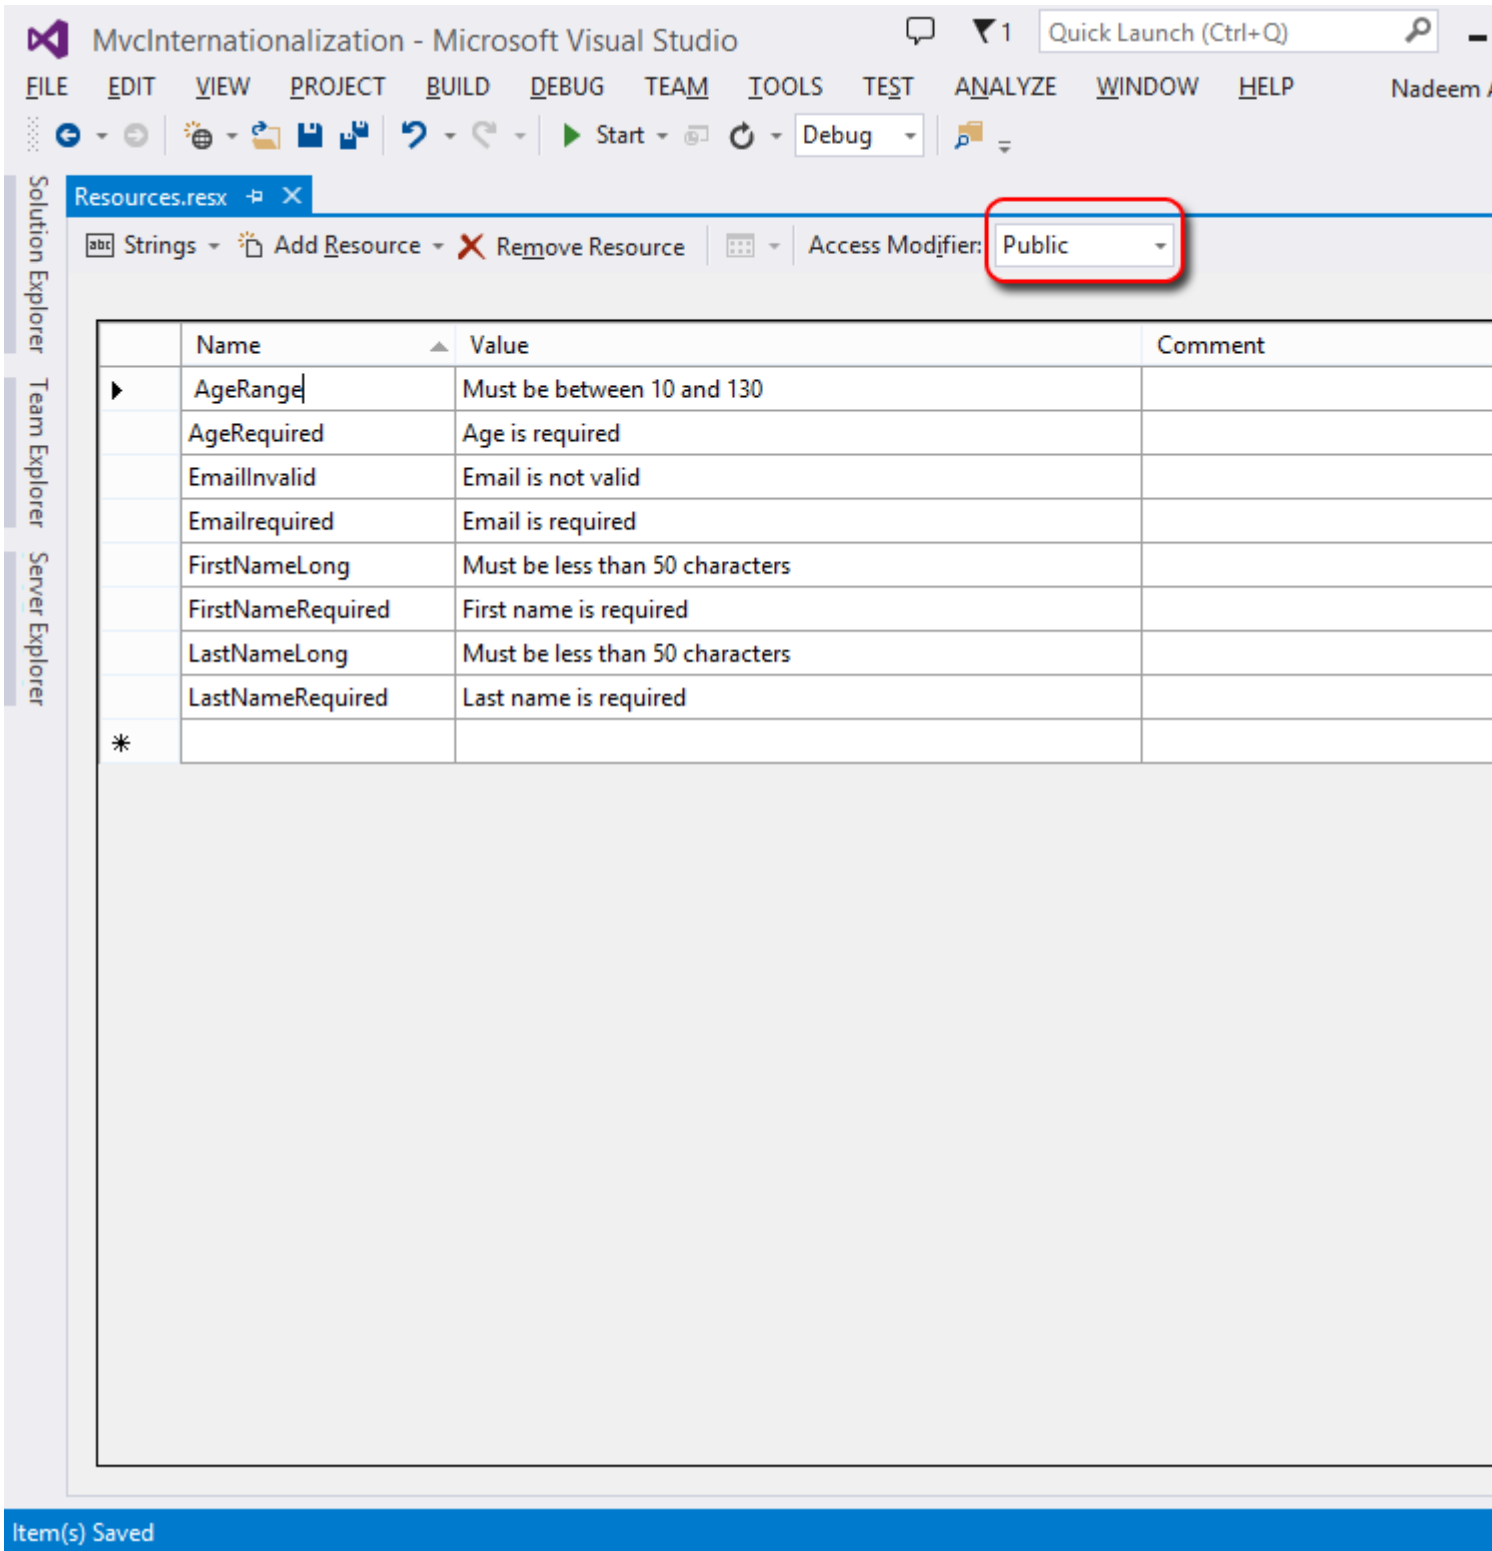 MvcInternationalization - Microsoft Visual Studio 1 Quick Launch (Ctrl+Q)
FILE EDIT VIEW PROJECT BUILD DEBUG TEAM TOOLS TEST ANALYZE WINDOW HELP Nadeem A
Start Debug
Resources.resx
abc Strings Add Resource Remove Resource Access Modifier: Public
Solution Explorer
Team Explorer
Server Explorer
Name Value Comment
AgeRange Must be between 10 and 130
AgeRequired Age is required
EmailInvalid Email is not valid
Emailrequired Email is required
FirstNameLong Must be less than 50 characters
FirstNameRequired First name is required
LastNameLong Must be less than 50 characters
LastNameRequired Last name is required
Item(s) Saved